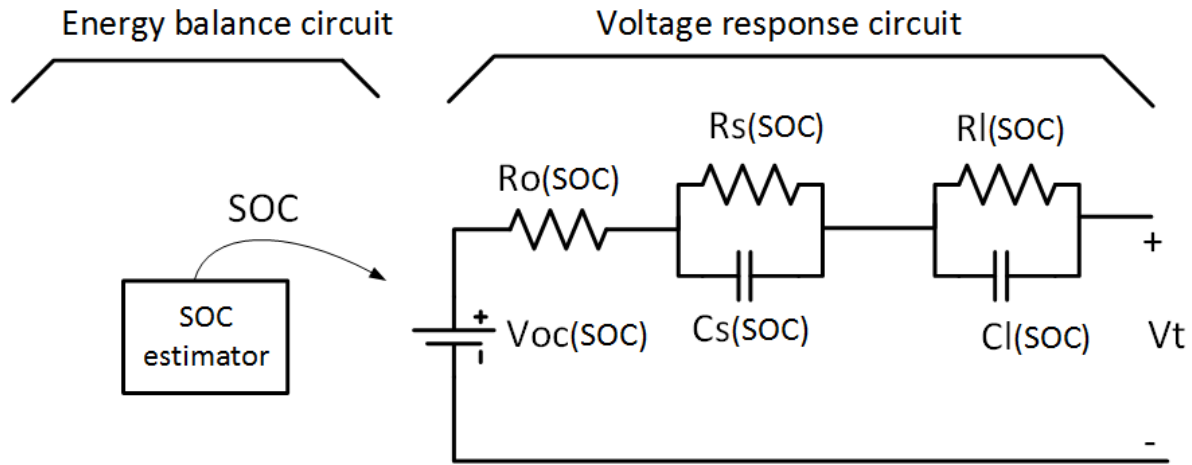 Energy balance circuit
Voltage response circuit
Rs(SOC)
Rl(SOC)
Ro(SOC)
SOC
+
SOC
estimator
+
Voc(SOC)
Cs(SOC)
Cl(SOC)
Vt
-